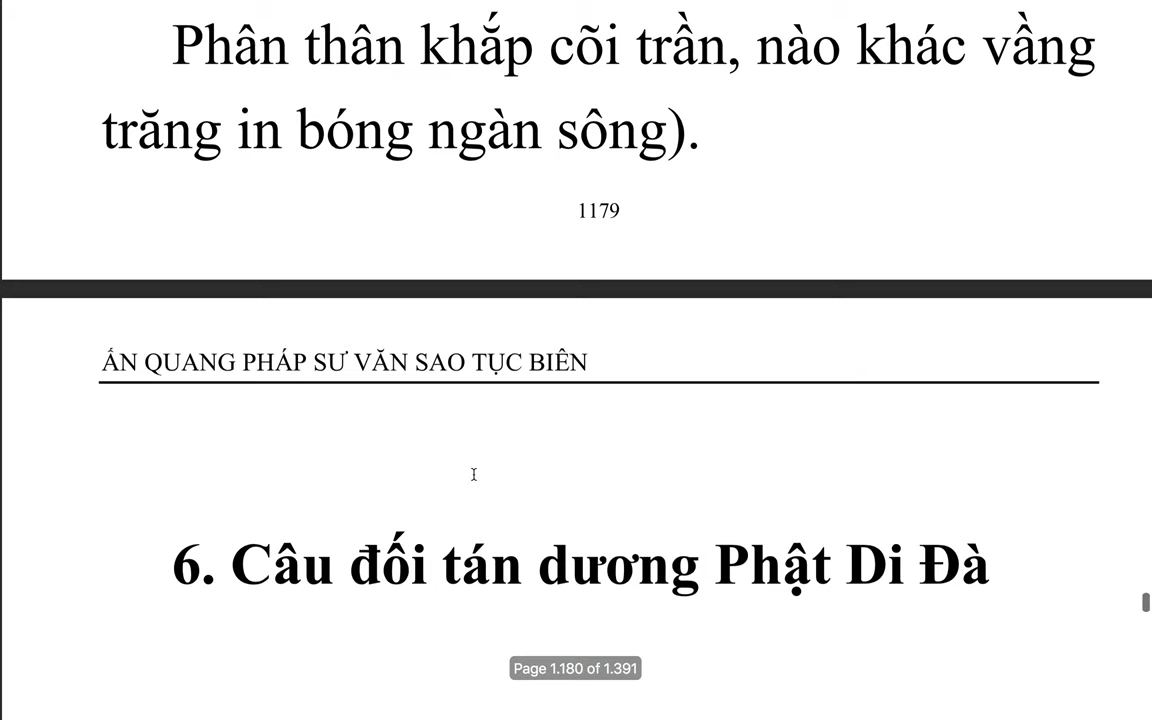 Phân thân khắp cõi trần, nào khác vầng
trăng in bóng ngàn sông).
1179
ẤN QUANG PHÁP SƯ VĂN SAO TỤC BIÊN
6. Câu đối tán dương Phật Di Đà
Page 1.180 of 1.391